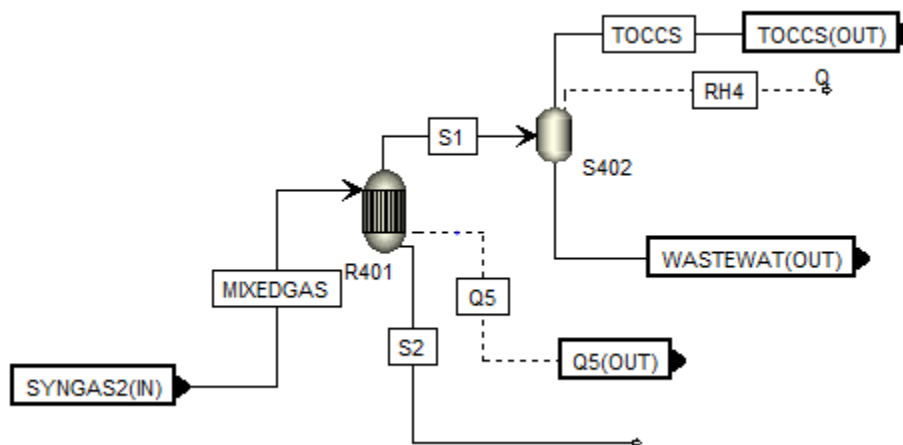 TOCCS
TOCCS(OUT)
Q
RH4
S1
S402
R401
WASTEWAT(OUT)
MIXEDGAS
Q5
S2
Q5(OUT)
SYNGAS2(IN)